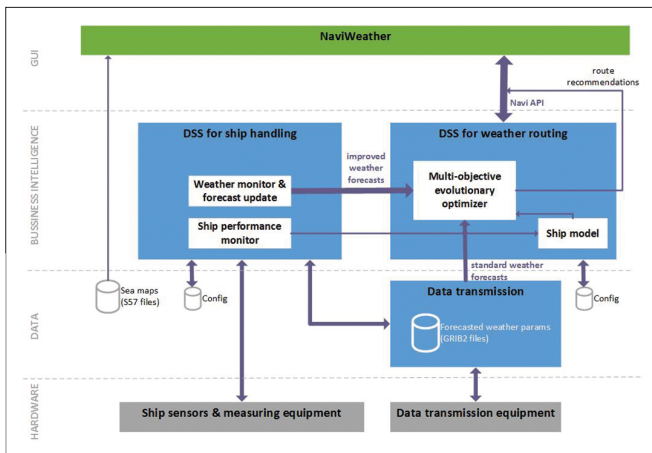 GUI
NaviWeather
route
recommendations
Navi API
BUSSINESS INTELLIGENCE
DSS for ship handling
improved
weather
forecasts
DSS for weather routing
Weather monitor &
forecast update
Multi-objective
evolutionary
optimizer
Ship performance
monitor
Ship model
standard weather
forecasts
DATA
Sea maps
(S57 files)
Config
Data transmission
Forecasted weather params
(GRIB2 files)
Config
HARDWARE
Ship sensors & measuring equipment
Data transmission equipment